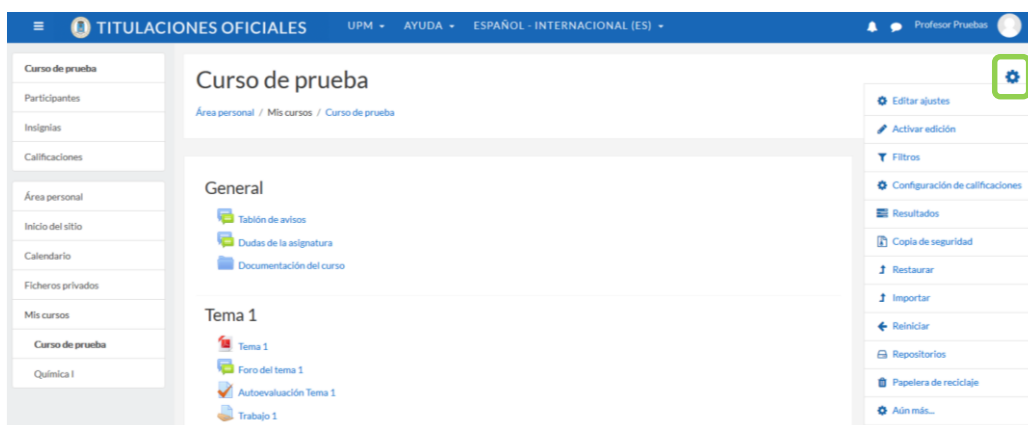 TITULACIONES OFICIALES UPM AYUDA ESPAÑOL - INTERNACIONAL (ES) Profesor Pruebas
Curso de prueba
Participantes
Insignias
Calificaciones
Área personal
Inicio del sitio
Calendario
Ficheros privados
Mis cursos
Curso de prueba
Química I
Curso de prueba
Área personal / Mis cursos / Curso de prueba
General
Tablón de avisos
Dudas de la asignatura
Documentación del curso
Tema 1
Tema 1
Foro del tema 1
Autoevaluación Tema 1
Trabajo 1
Editar ajustes
Activar edición
Filtros
Configuración de calificaciones
Resultados
Copia de seguridad
Restaurar
Importar
Reiniciar
Repositorios
Papelera de reciclaje
Aún más...